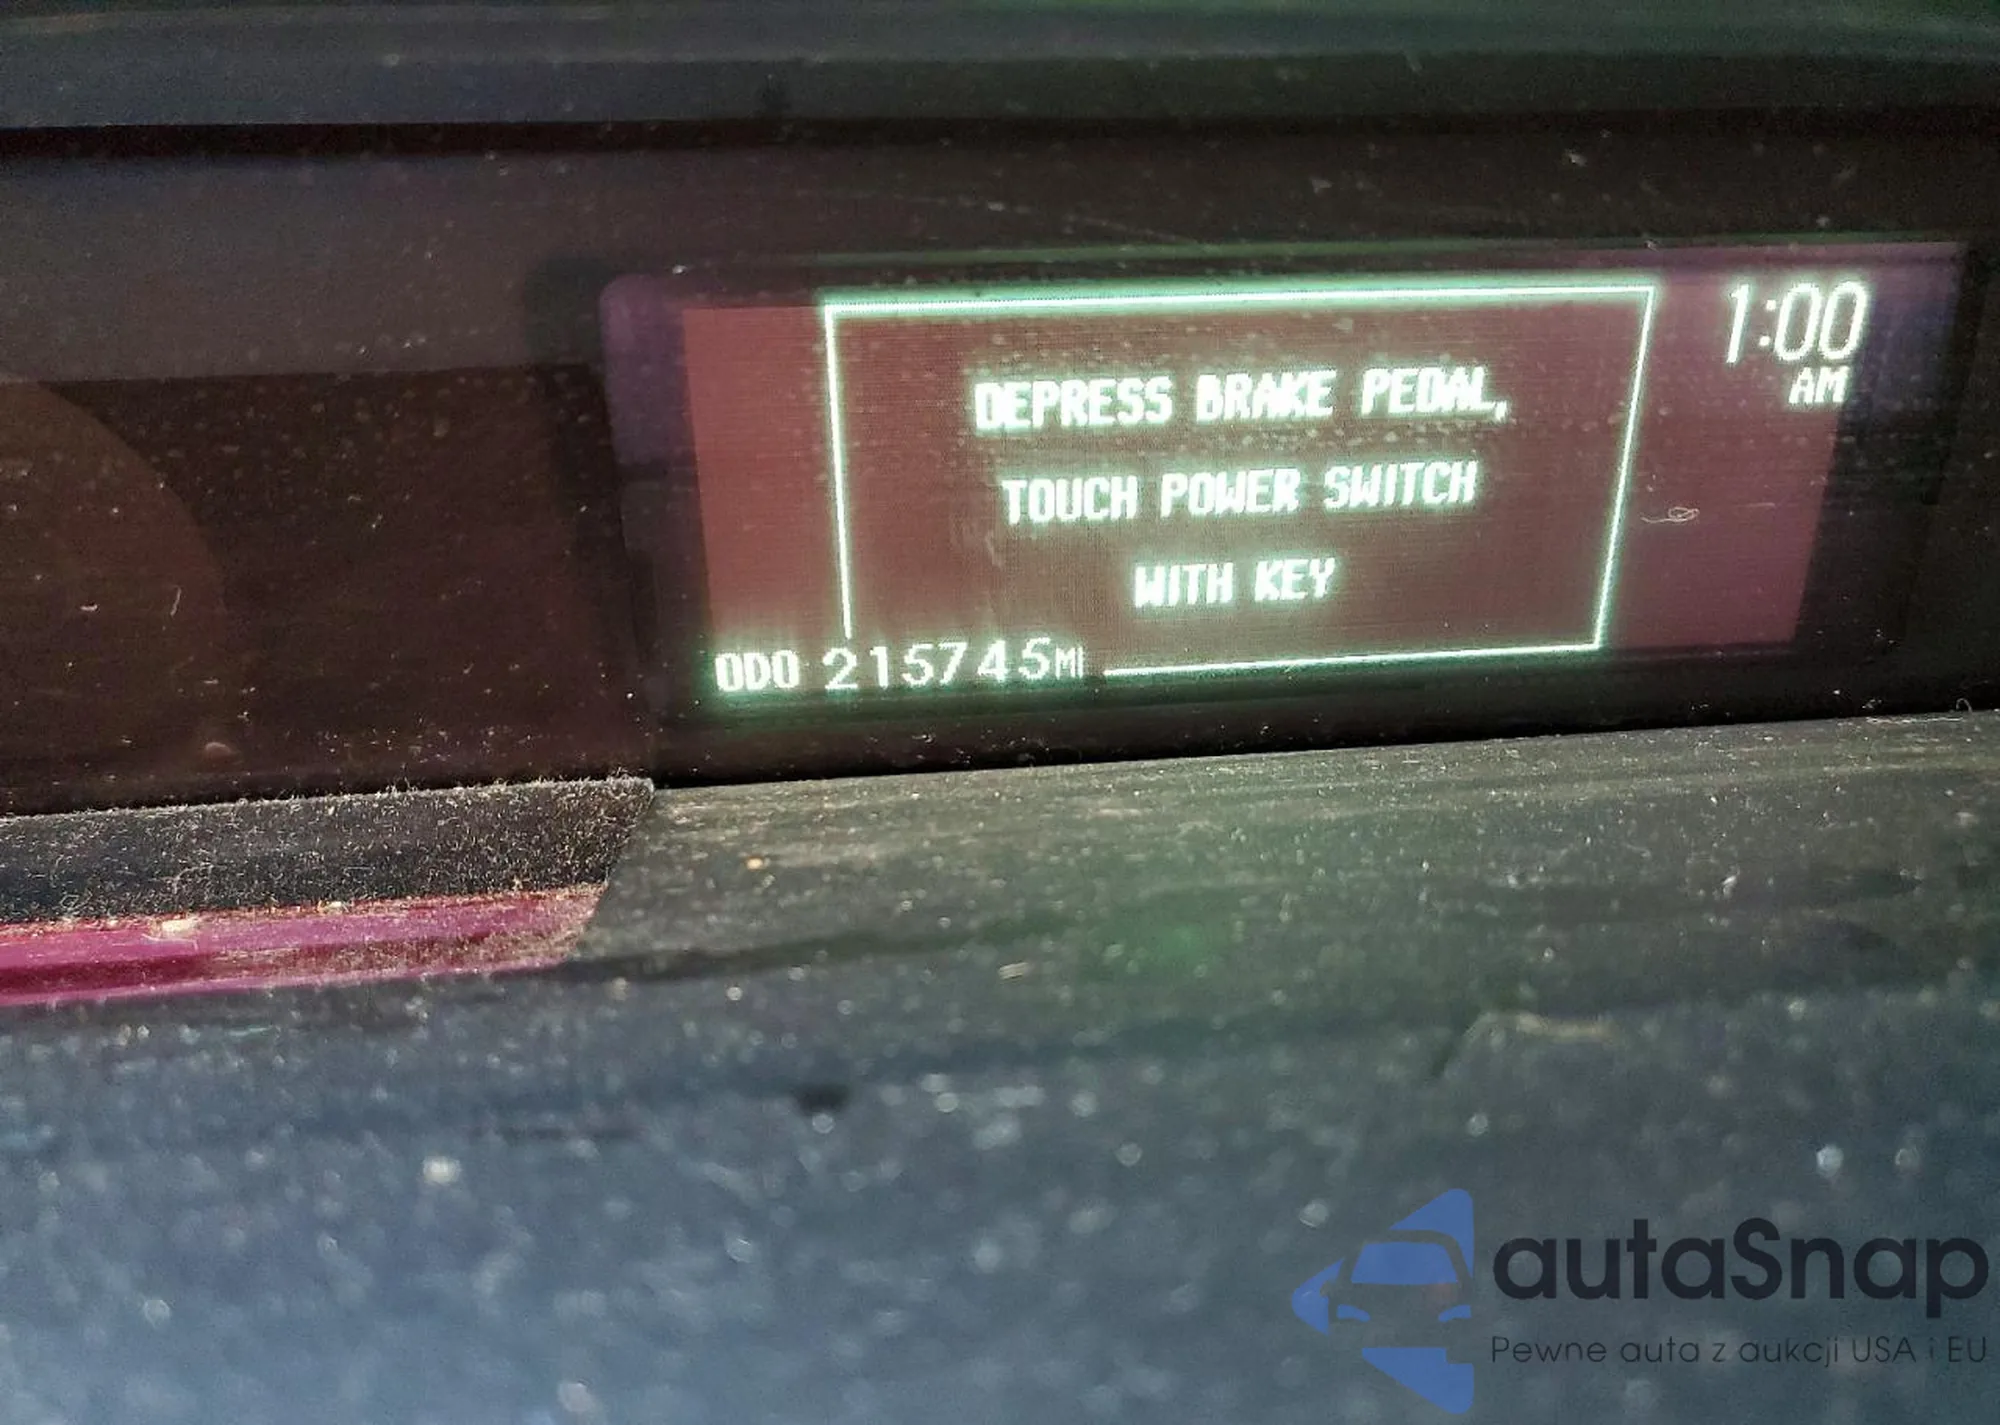 1:00
AM
DEPRESS BRAKE PEDAL,
TOUCH POWER SWITCH
WITH KEY
ODO 215745MI
autaSnap
Pewne auta z aukcji USA i EU